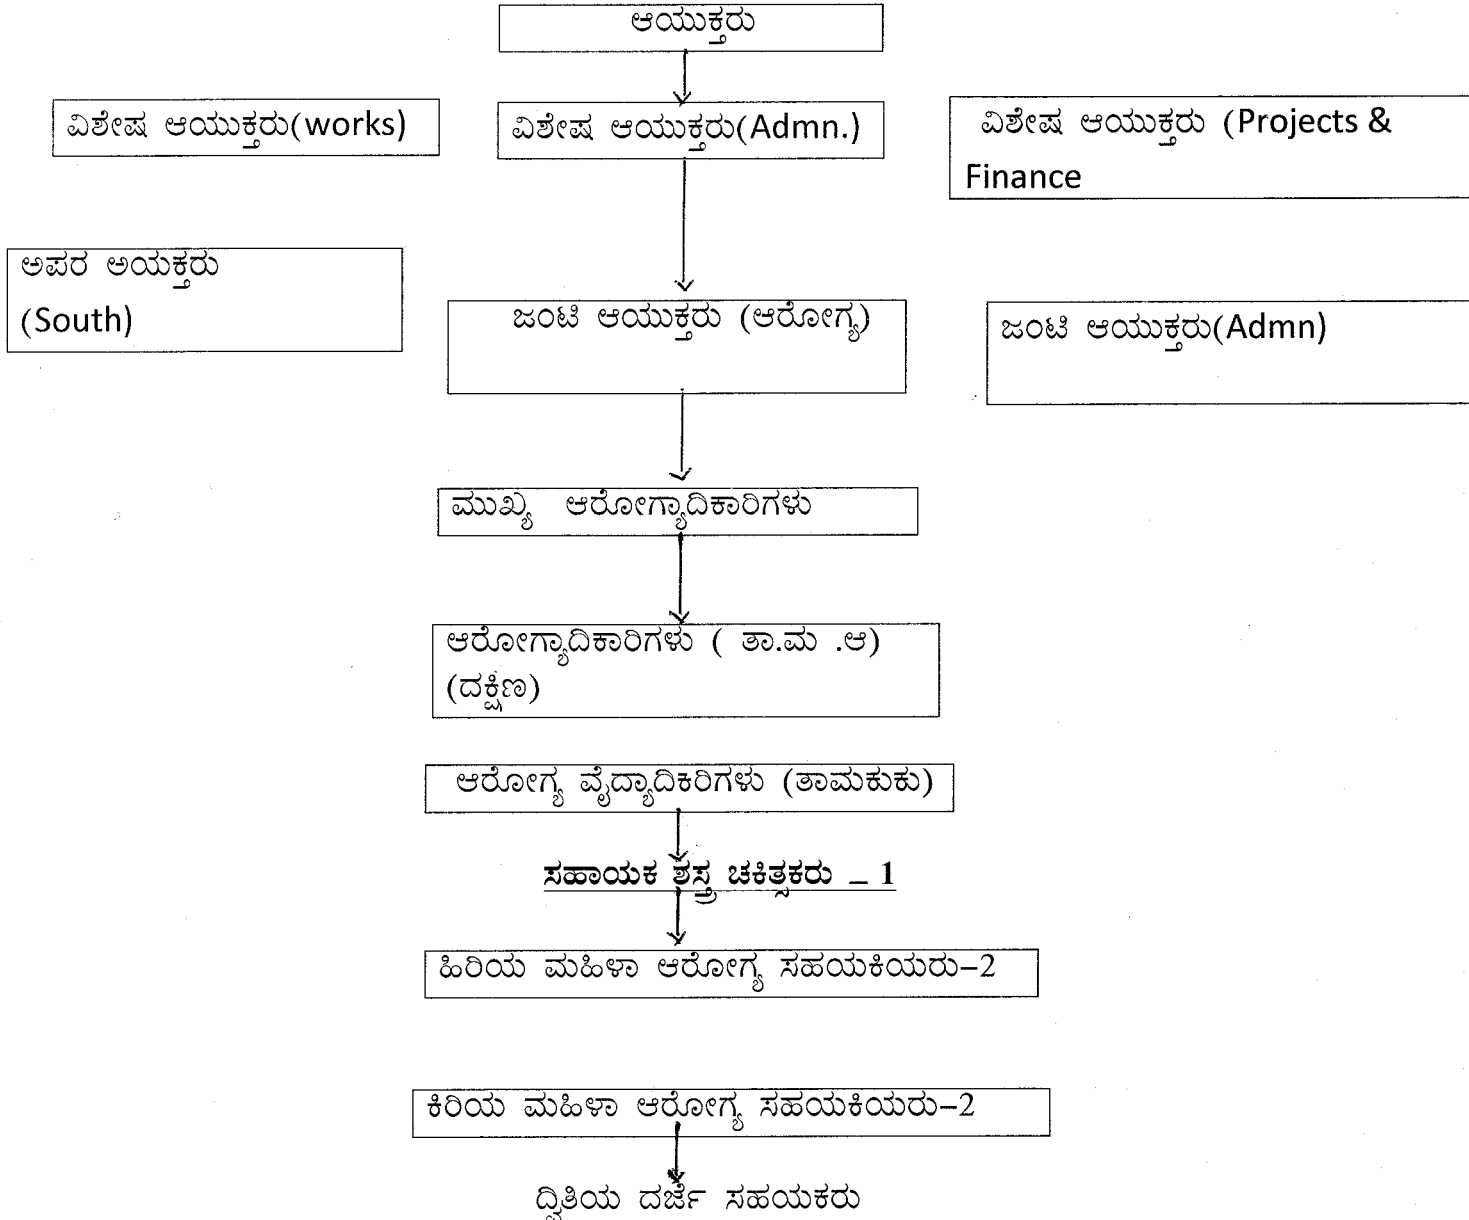 ಆಯುಕ್ತರು
ವಿಶೇಷ ಆಯುಕ್ತರು(works)
ವಿಶೇಷ ಆಯುಕ್ತರು(Admn.)
ವಿಶೇಷ ಆಯುಕ್ತರು (Projects &
Finance
ಅಪರ ಅಯಕ್ತರು
(South)
ಜಂಟಿ ಆಯುಕ್ತರು (ಆರೋಗ್ಯ)
ಜಂಟಿ ಆಯುಕ್ತರು(Admn)
ಮುಖ್ಯ ಆರೋಗ್ಯಾದಿಕಾರಿಗಳು
ಆರೋಗ್ಯಾದಿಕಾರಿಗಳು ( ತಾ.ಮ .ಆ)
(ದಕ್ಷಿಣ)
ಆರೋಗ್ಯ ವೈದ್ಯಾದಿಕರಿಗಳು (ತಾಮಕುಕು)
ಸಹಾಯಕ ಶಸ್ತ್ರ ಚಕಿತ್ಸಕರು – 1
ಹಿರಿಯ ಮಹಿಳಾ ಆರೋಗ್ಯ ಸಹಯಕಿಯರು–2
ಕಿರಿಯ ಮಹಿಳಾ ಆರೋಗ್ಯ ಸಹಯಕಿಯರು–2
ದ್ವಿತಿಯ ದರ್ಜೆ ಸಹಯಕರು